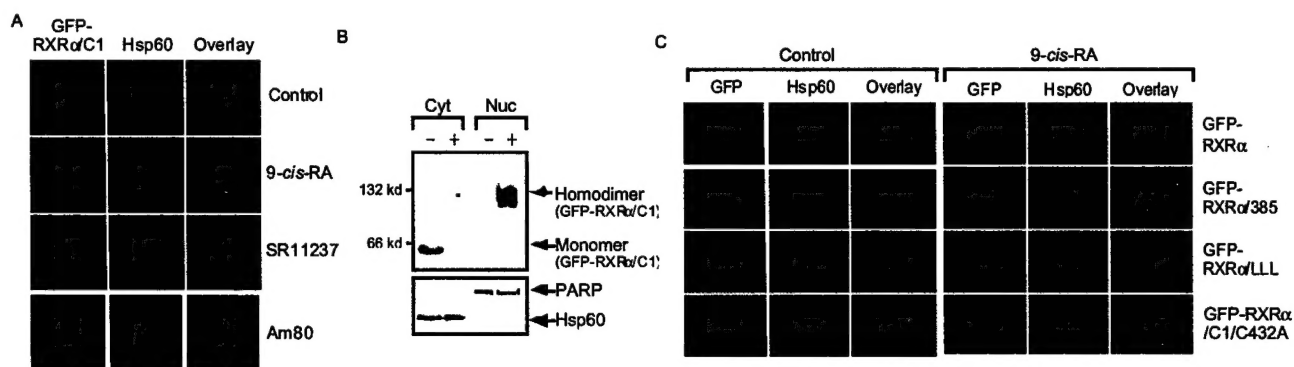 A
GFP-
RXRα/C1 Hsp60 Overlay
Control
9-cis-RA
SR11237
Am80
B
Cyt Nuc
- + - +
132 kd
Homodimer
(GFP-RXRα/C1)
66 kd
Monomer
(GFP-RXRα/C1)
PARP
Hsp60
C
Control 9-cis-RA
GFP Hsp60 Overlay GFP Hsp60 Overlay
GFP-
RXRα
GFP-
RXRα/385
GFP-
RXRα/LLL
GFP-RXRα
/C1/C432A